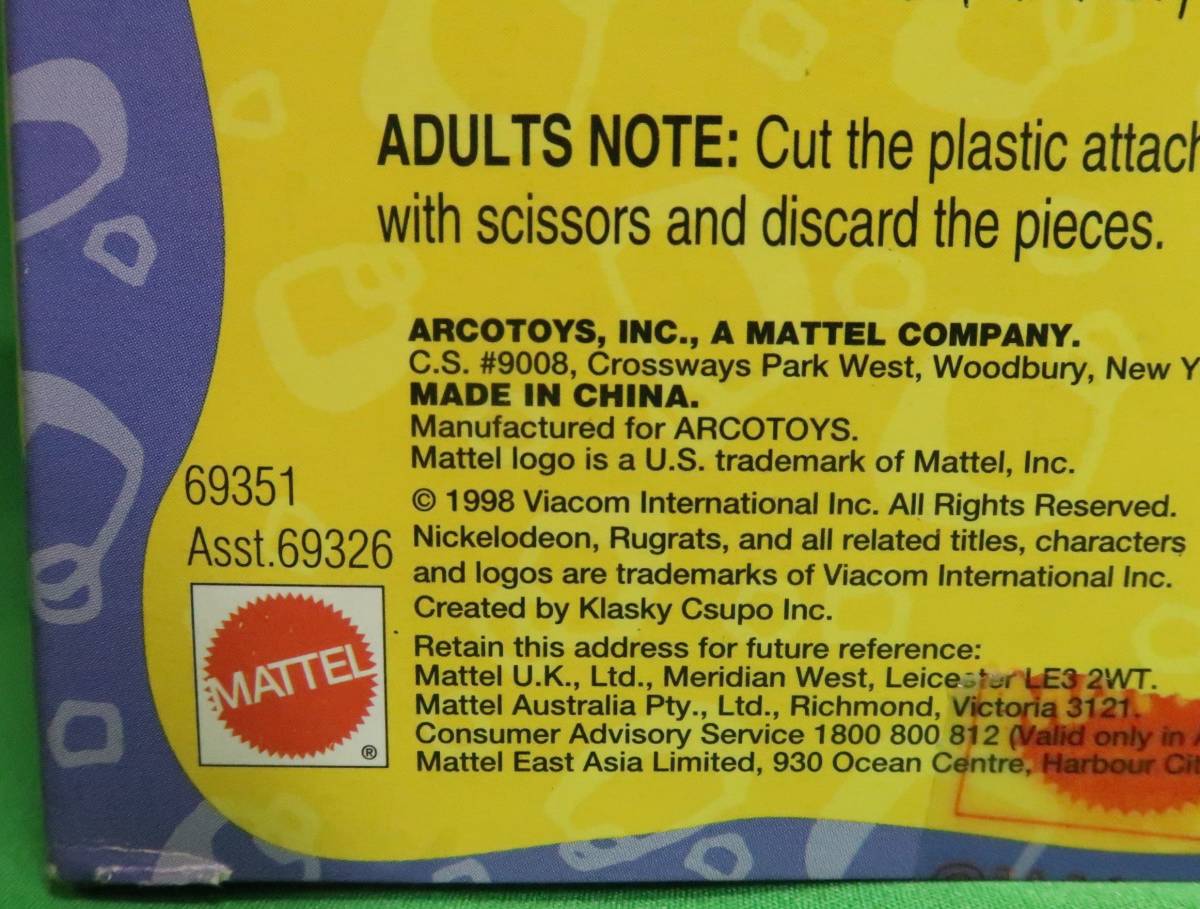 ADULTS NOTE: Cut the plastic attach
with scissors and discard the pieces.
ARCOTOYS, INC., A MATTEL COMPANY.
C.S. #9008, Crossways Park West, Woodbury, New Y
MADE IN CHINA.
Manufactured for ARCOTOYS.
Mattel logo is a U.S. trademark of Mattel, Inc.
69351
© 1998 Viacom International Inc. All Rights Reserved.
Asst.69326
Nickelodeon, Rugrats, and all related titles, characters
and logos are trademarks of Viacom International Inc.
Created by Klasky Csupo Inc.
MATTEL
®
Retain this address for future reference:
Mattel U.K., Ltd., Meridian West, Leicester LE3 2WT.
Mattel Australia Pty., Ltd., Richmond, Victoria 3121.
Consumer Advisory Service 1800 800 812 (Valid only in A
Mattel East Asia Limited, 930 Ocean Centre, Harbour Cit